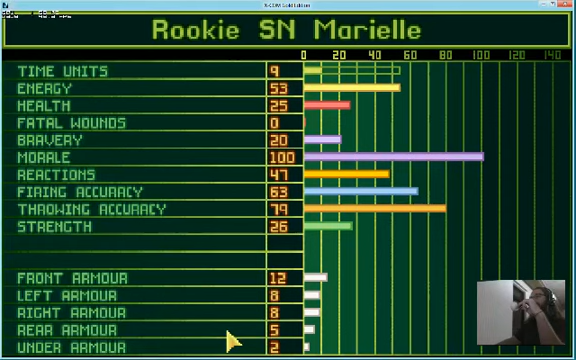 Rookie SN Marielle
0 20 40 60 80 100 120 140
TIME UNITS 9
ENERGY 53
HEALTH 25
FATAL WOUNDS 0
BRAVERY 20
MORALE 100
REACTIONS 47
FIRING ACCURACY 63
THROWING ACCURACY 79
STRENGTH 26
FRONT ARMOUR 12
LEFT ARMOUR 8
RIGHT ARMOUR 8
REAR ARMOUR 5
UNDER ARMOUR 2